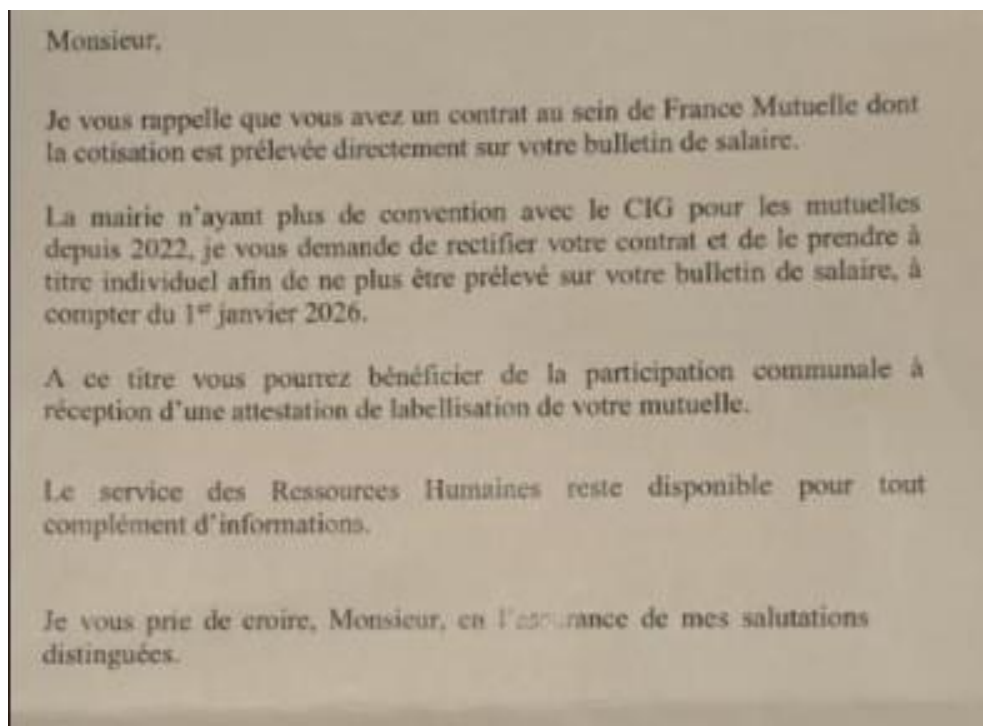 Monsieur,
Je vous rappelle que vous avez un contrat au sein de France Mutuelle dont
la cotisation est prélevée directement sur votre bulletin de salaire.
La mairie n'ayant plus de convention avec le CIG pour les mutuelles
depuis 2022, je vous demande de rectifier votre contrat et de le prendre à
titre individuel afin de ne plus être prélevé sur votre bulletin de salaire, à
compter du 1er janvier 2026.
A ce titre vous pourrez bénéficier de la participation communale à
réception d'une attestation de labellisation de votre mutuelle.
Le service des Ressources Humaines reste disponible pour tout
complément d'informations.
Je vous prie de croire, Monsieur, en l'assurance de mes salutations
distinguées.